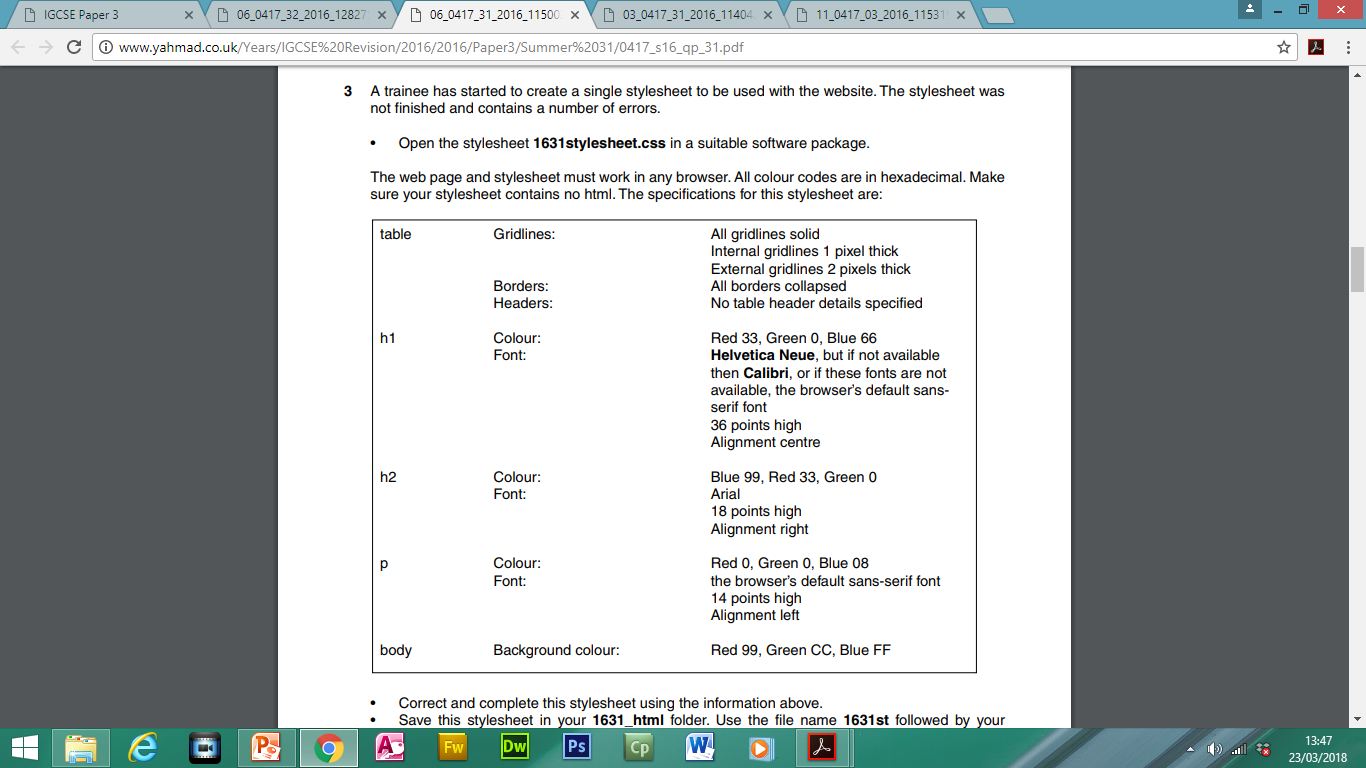 IGCSE Paper 3
06_0417_32_2016_1282
06_0417_31_2016_1150
03_0417_31_2016_11404
11_0417_03_2016_1153
www.yahmad.co.uk/Years/IGCSE%20Revision/2016/2016/Paper3/Summer%2031/0417_s16_qp_31.pdf
3 A trainee has started to create a single stylesheet to be used with the website. The stylesheet was
not finished and contains a number of errors.
• Open the stylesheet 1631stylesheet.css in a suitable software package.
The web page and stylesheet must work in any browser. All colour codes are in hexadecimal. Make
sure your stylesheet contains no html. The specifications for this stylesheet are:
table Gridlines: All gridlines solid
Internal gridlines 1 pixel thick
External gridlines 2 pixels thick
Borders: All borders collapsed
Headers: No table header details specified
h1 Colour: Red 33, Green 0, Blue 66
Font: Helvetica Neue, but if not available
then Calibri, or if these fonts are not
available, the browser's default sans-
serif font
36 points high
Alignment centre
h2 Colour: Blue 99, Red 33, Green 0
Font: Arial
18 points high
Alignment right
p Colour: Red 0, Green 0, Blue 08
Font: the browser's default sans-serif font
14 points high
Alignment left
body Background colour: Red 99, Green CC, Blue FF
• Correct and complete this stylesheet using the information above.
• Save this stylesheet in your 1631_html folder. Use the file name 1631st followed by your
Fw
Dw
Ps
Cp
13:47
23/03/2018